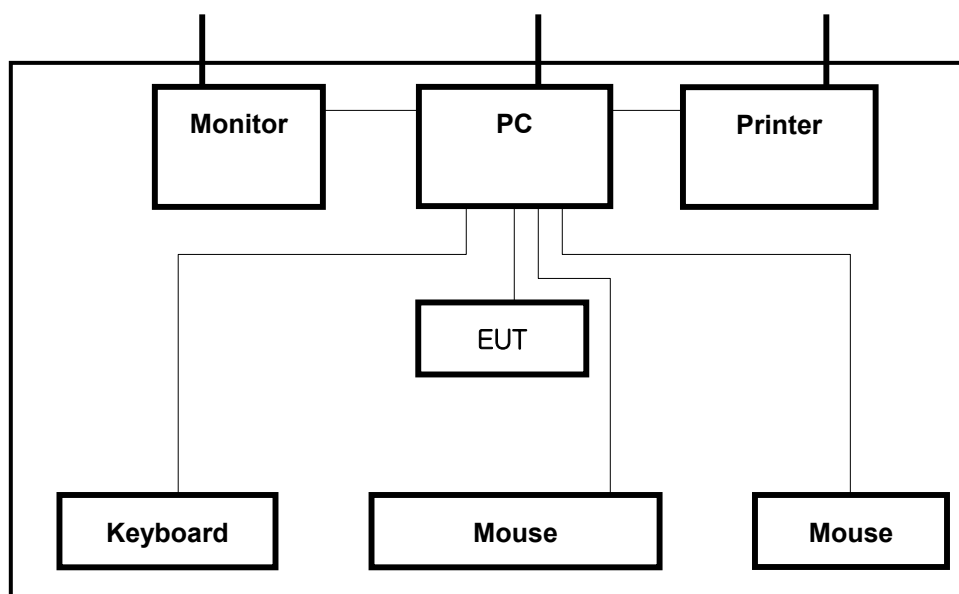 Monitor
PC
Printer
EUT
Keyboard
Mouse
Mouse